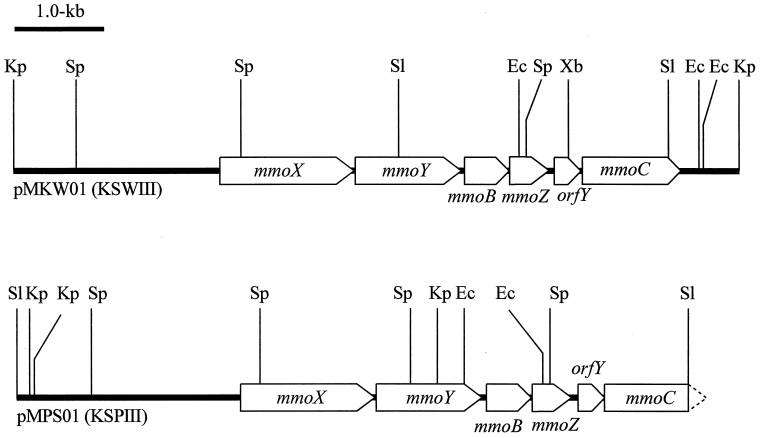 1.0-kb
Kp Sp Sp Sl Ec Sp Xb Sl Ec Ec Kp
mmoX mmoY mmoC
mmoB mmoZ orfY
pMKW01 (KSWIII)
Sl Kp Kp Sp Sp Sp Kp Ec Ec Sp Sl
orfY
mmoX mmoY mmoC
mmoB mmoZ
pMPS01 (KSPIII)